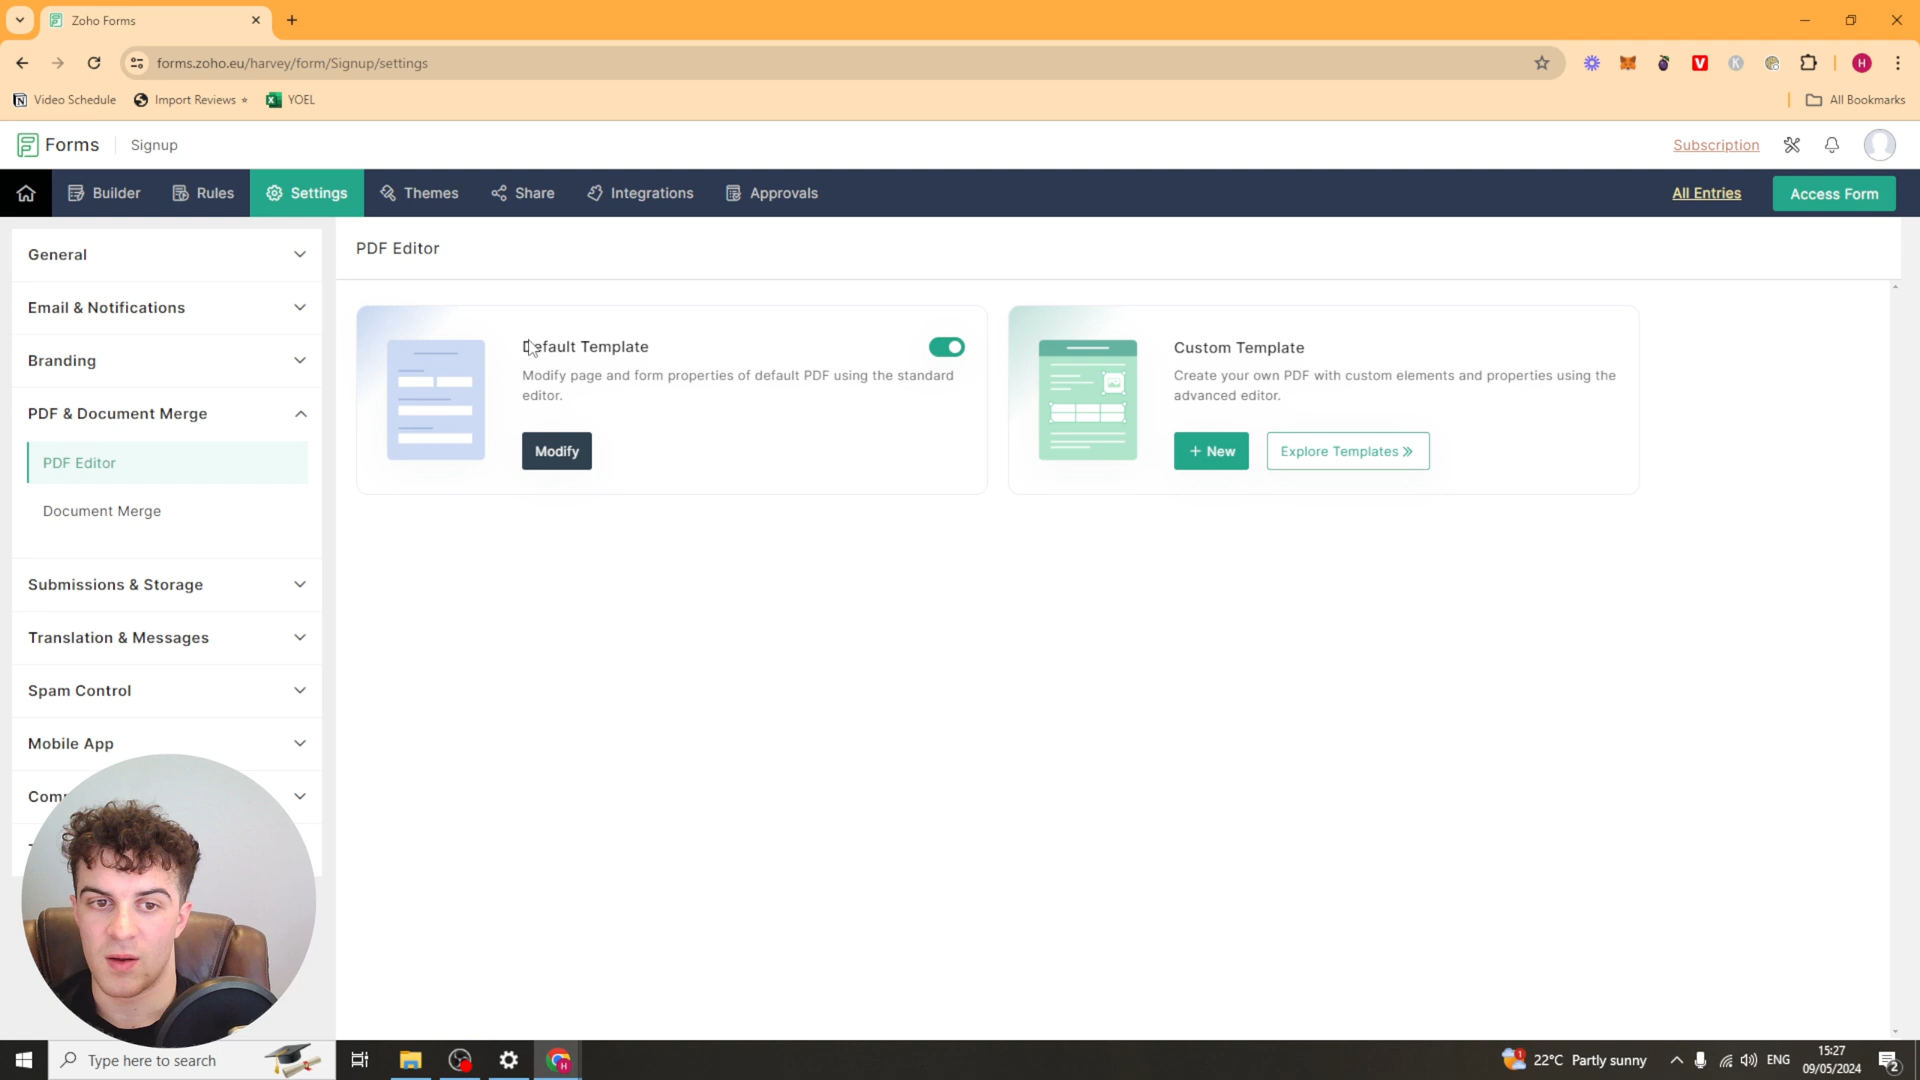 Zoho Forms
forms.zoho.eu/harvey/form/Signup/settings
Video Schedule
Import Reviews
YOEL
All Bookmarks
Forms
Signup
Subscription
Builder
Rules
Settings
Themes
Share
Integrations
Approvals
All Entries
Access Form
General
Email & Notifications
Branding
PDF & Document Merge
PDF Editor
Document Merge
Submissions & Storage
Translation & Messages
Spam Control
Mobile App
PDF Editor
Default Template
Modify page and form properties of default PDF using the standard
editor.
Modify
Custom Template
Create your own PDF with custom elements and properties using the
advanced editor.
+ New
Explore Templates
Type here to search
22°C Partly sunny
ENG
15:27
09/05/2024